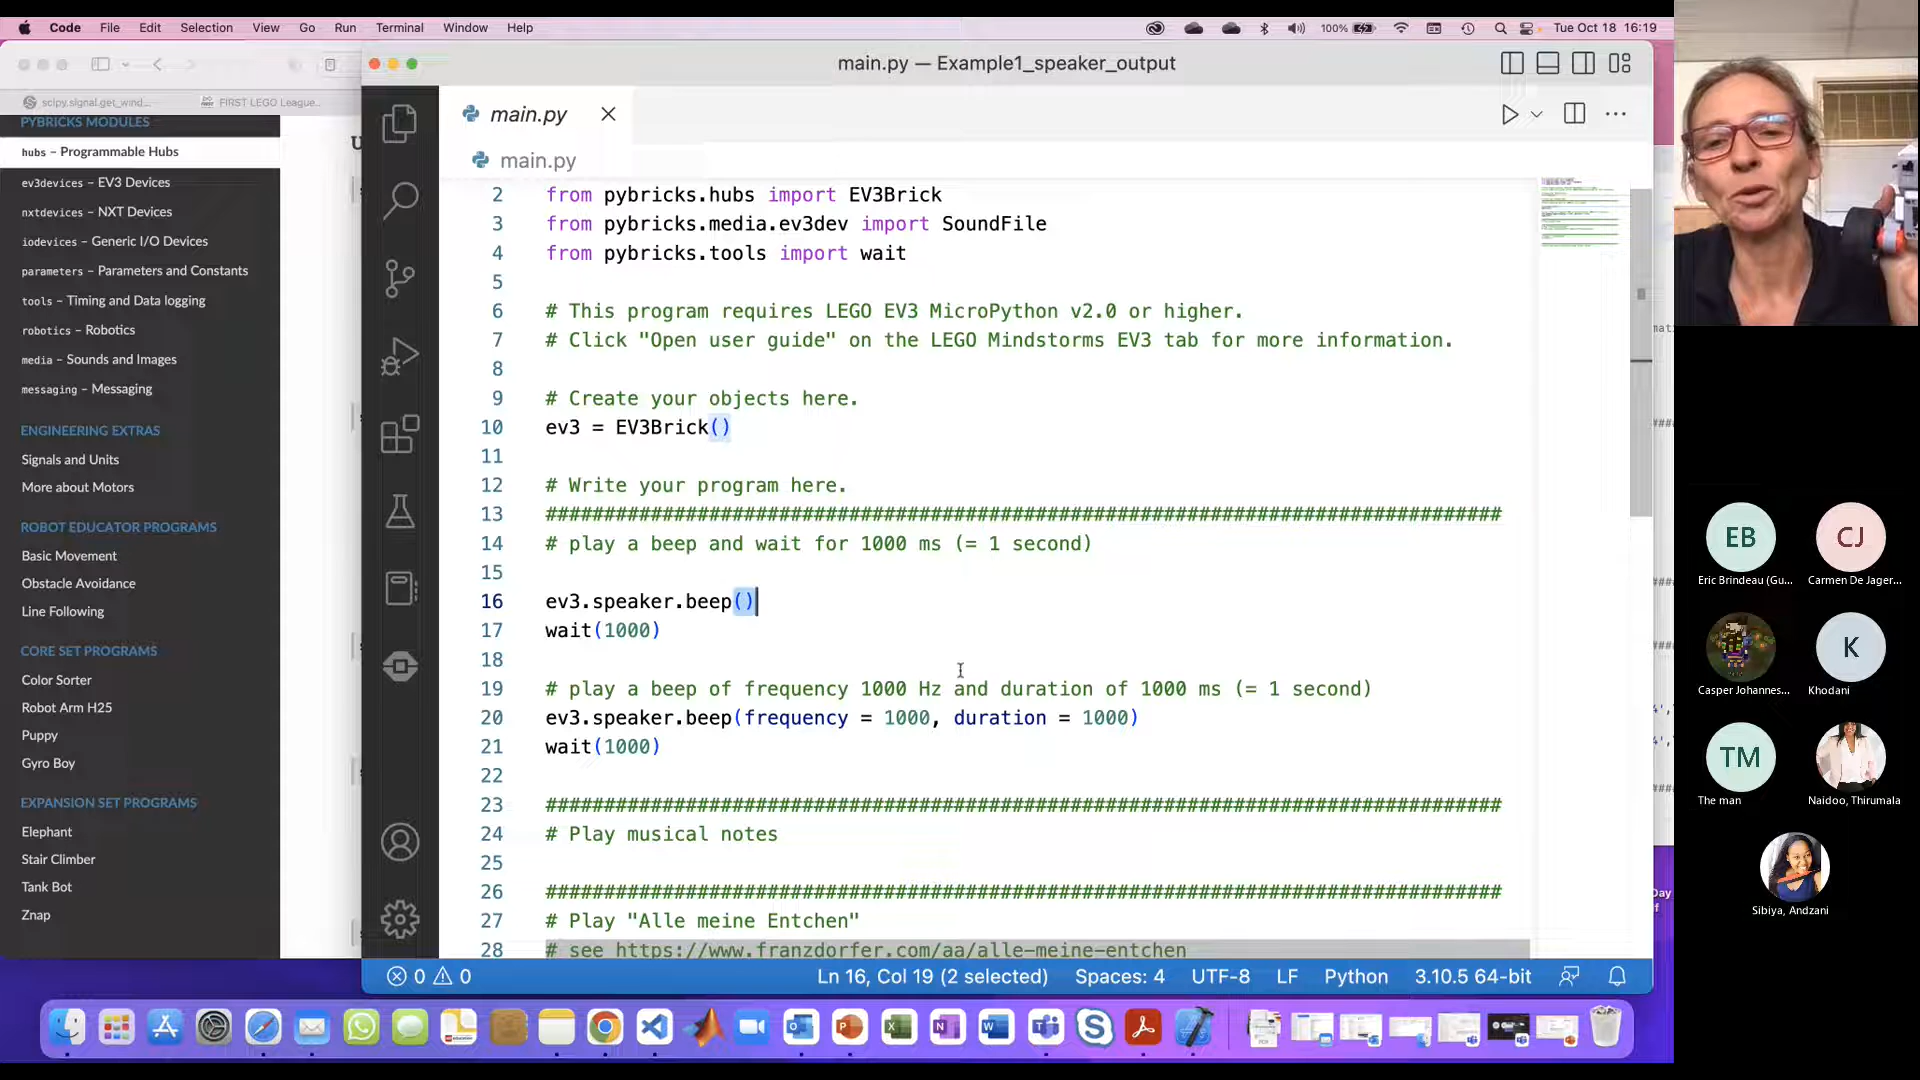 Code File Edit Selection View Go Run Terminal Window Help
100% Tue Oct 18 16:19
main.py — Example1_speaker_output
scipy.signal.get_wind...
FIRST LEGO League...
PYBRICKS MODULES
hubs – Programmable Hubs
ev3devices – EV3 Devices
nxtdevices – NXT Devices
iodevices – Generic I/O Devices
parameters – Parameters and Constants
tools – Timing and Data logging
robotics – Robotics
media – Sounds and Images
messaging – Messaging
ENGINEERING EXTRAS
Signals and Units
More about Motors
ROBOT EDUCATOR PROGRAMS
Basic Movement
Obstacle Avoidance
Line Following
CORE SET PROGRAMS
Color Sorter
Robot Arm H25
Puppy
Gyro Boy
EXPANSION SET PROGRAMS
Elephant
Stair Climber
Tank Bot
Znap
main.py
main.py
2 from pybricks.hubs import EV3Brick
3 from pybricks.media.ev3dev import SoundFile
4 from pybricks.tools import wait
5
6 # This program requires LEGO EV3 MicroPython v2.0 or higher.
7 # Click "Open user guide" on the LEGO Mindstorms EV3 tab for more information.
8
9 # Create your objects here.
10 ev3 = EV3Brick()
11
12 # Write your program here.
13 ##################################################################################
14 # play a beep and wait for 1000 ms (= 1 second)
15
16 ev3.speaker.beep()
17 wait(1000)
18
19 # play a beep of frequency 1000 Hz and duration of 1000 ms (= 1 second)
20 ev3.speaker.beep(frequency = 1000, duration = 1000)
21 wait(1000)
22
23 ##################################################################################
24 # Play musical notes
25
26 ##################################################################################
27 # Play "Alle meine Entchen"
28 # see https://www.franzdorfer.com/aa/alle-meine-entchen
0 0 Ln 16, Col 19 (2 selected) Spaces: 4 UTF-8 LF Python 3.10.5 64-bit
EB
Eric Brindeau (Gu...
CJ
Carmen De Jager...
Casper Johannes...
K
Khodani
TM
The man
Naidoo, Thirumala
Sibiya, Andzani